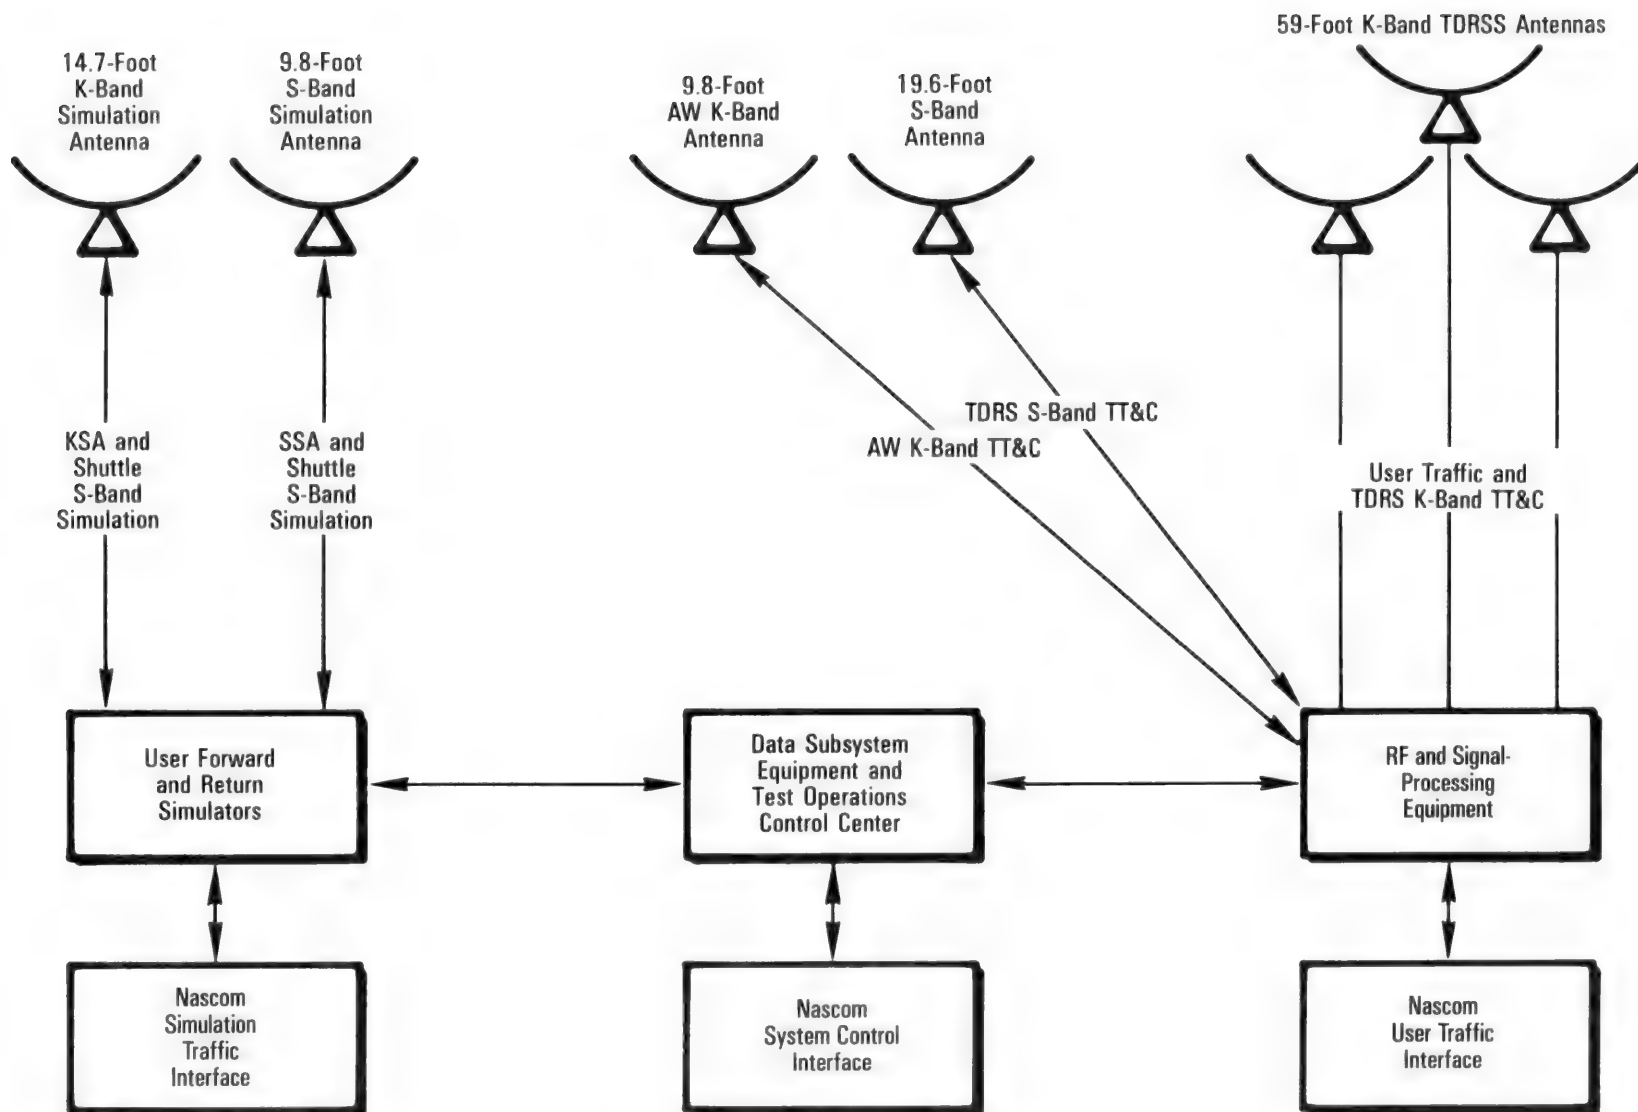 59-Foot K-Band TDRSS Antennas
14.7-Foot
K-Band
Simulation
Antenna
9.8-Foot
S-Band
Simulation
Antenna
9.8-Foot
AW K-Band
Antenna
19.6-Foot
S-Band
Antenna
KSA and
Shuttle
S-Band
Simulation
SSA and
Shuttle
S-Band
Simulation
TDRS S-Band TT&C
AW K-Band TT&C
User Traffic and
TDRS K-Band TT&C
User Forward
and Return
Simulators
Data Subsystem
Equipment and
Test Operations
Control Center
RF and Signal-
Processing
Equipment
Nascom
Simulation
Traffic
Interface
Nascom
System Control
Interface
Nascom
User Traffic
Interface